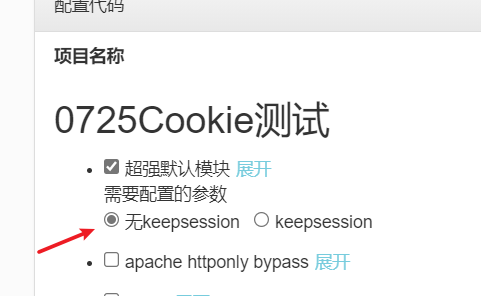 配置代码
项目名称
0725Cookie测试
超强默认模块 展开
需要配置的参数
无keepsession keepsession
apache httponly bypass 展开